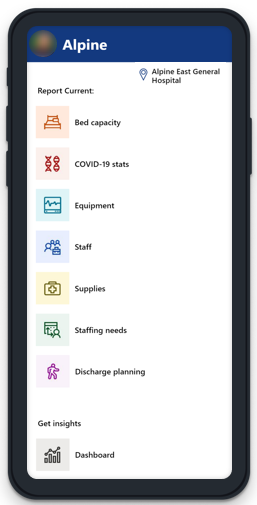 Alpine
Alpine East General
Hospital
Report Current:
Bed capacity
COVID-19 stats
Equipment
Staff
Supplies
Staffing needs
Discharge planning
Get insights
Dashboard